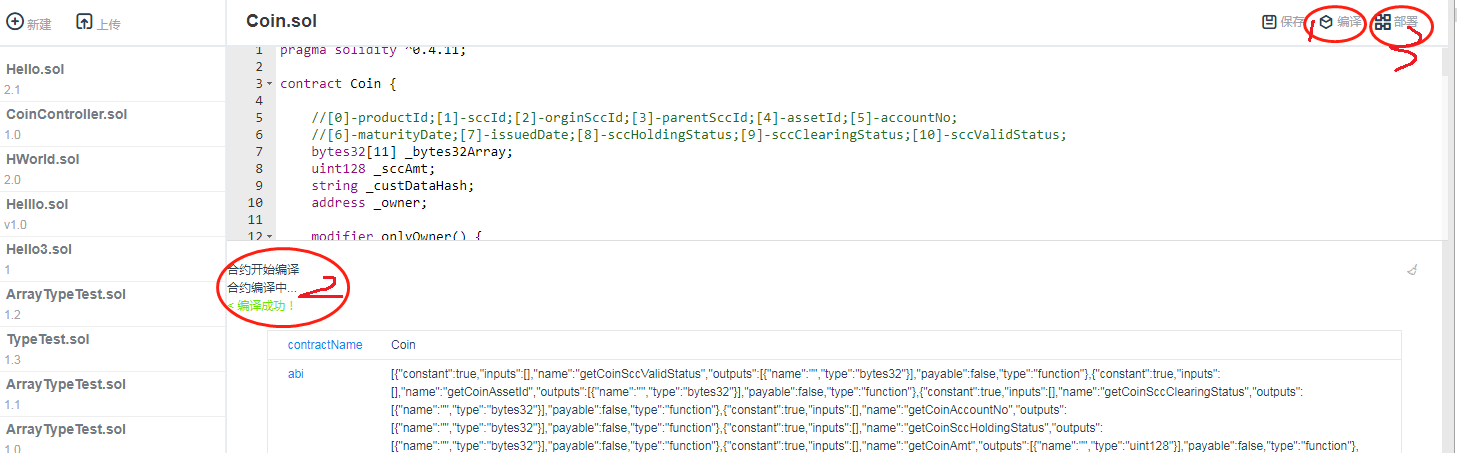 新建
上传
Coin.sol
保存
编译
部署
1
3
Hello.sol
2.1
CoinController.sol
1.0
HWorld.sol
2.0
Helllo.sol
v1.0
Hello3.sol
1
ArrayTypeTest.sol
1.2
TypeTest.sol
1.3
ArrayTypeTest.sol
1.1
ArrayTypeTest.sol
1.0
1 pragma solidity ^0.4.11;
2
3 contract Coin {
4
5 //[0]-productId;[1]-sccId;[2]-orginSccId;[3]-parentSccId;[4]-assetId;[5]-accountNo;
6 //[6]-maturityDate;[7]-issuedDate;[8]-sccHoldingStatus;[9]-sccClearingStatus;[10]-sccValidStatus;
7 bytes32[11] _bytes32Array;
8 uint128 _sccAmt;
9 string _custDataHash;
10 address _owner;
11
12 modifier onlyOwner() {
合约开始编译
合约编译中...
< 编译成功！
2
contractName Coin
abi [{"constant":true,"inputs":[],"name":"getCoinSccValidStatus","outputs":[{"name":"","type":"bytes32"}],"payable":false,"type":"function"},{"constant":true,"inputs":
[],"name":"getCoinAssetId","outputs":[{"name":"","type":"bytes32"}],"payable":false,"type":"function"},{"constant":true,"inputs":[],"name":"getCoinSccClearingStatus","outputs":
[{"name":"","type":"bytes32"}],"payable":false,"type":"function"},{"constant":true,"inputs":[],"name":"getCoinAccountNo","outputs":
[{"name":"","type":"bytes32"}],"payable":false,"type":"function"},{"constant":true,"inputs":[],"name":"getCoinSccHoldingStatus","outputs":
[{"name":"","type":"bytes32"}],"payable":false,"type":"function"},{"constant":true,"inputs":[],"name":"getCoinAmt","outputs":[{"name":"","type":"uint128"}],"payable":false,"type":"function"},